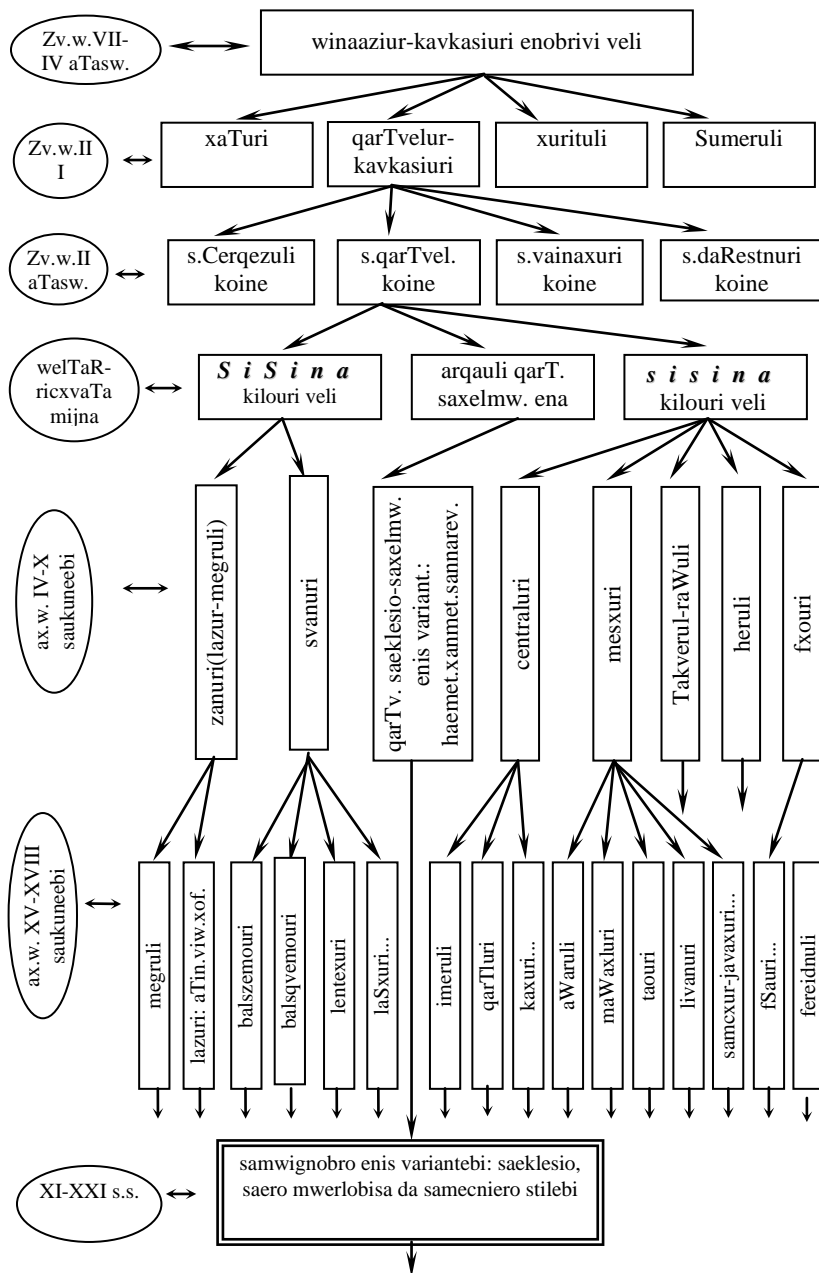 Zv.w.VII-
IV aTasw.
winaaziur-kavkasiuri enobrivi veli
Zv.w.II
I
xaTuri
qarTvelur-
kavkasiuri
xurituli
Sumeruli
Zv.w.II
aTasw.
s.Cerqezuli
koine
s.qarTvel.
koine
s.vainaxuri
koine
s.daRestnuri
koine
welTaR-
ricxvaTa
mijna
S i S i n a
kilouri veli
arqauli qarT.
saxelmw. ena
s i s i n a
kilouri veli
ax.w. IV-X
saukuneebi
zanuri(lazur-megruli)
svanuri
qarTv. saeklesio-saxelmw.
enis variant.:
haemet.xanmet.sannarev.
centraluri
mesxuri
Takverul-raWuli
heruli
fxouri
ax.w. XV-XVIII
saukuneebi
megruli
lazuri: aTin.viw.xof.
balszemouri
balsqvemouri
lentexuri
laSxuri...
imeruli
qarTluri
kaxuri...
aWaruli
maWaxluri
taouri
livanuri
samcxur-javaxuri...
fSauri...
fereidnuli
XI-XXI s.s.
samwignobro enis variantebi: saeklesio,
saero mwerlobisa da samecniero stilebi